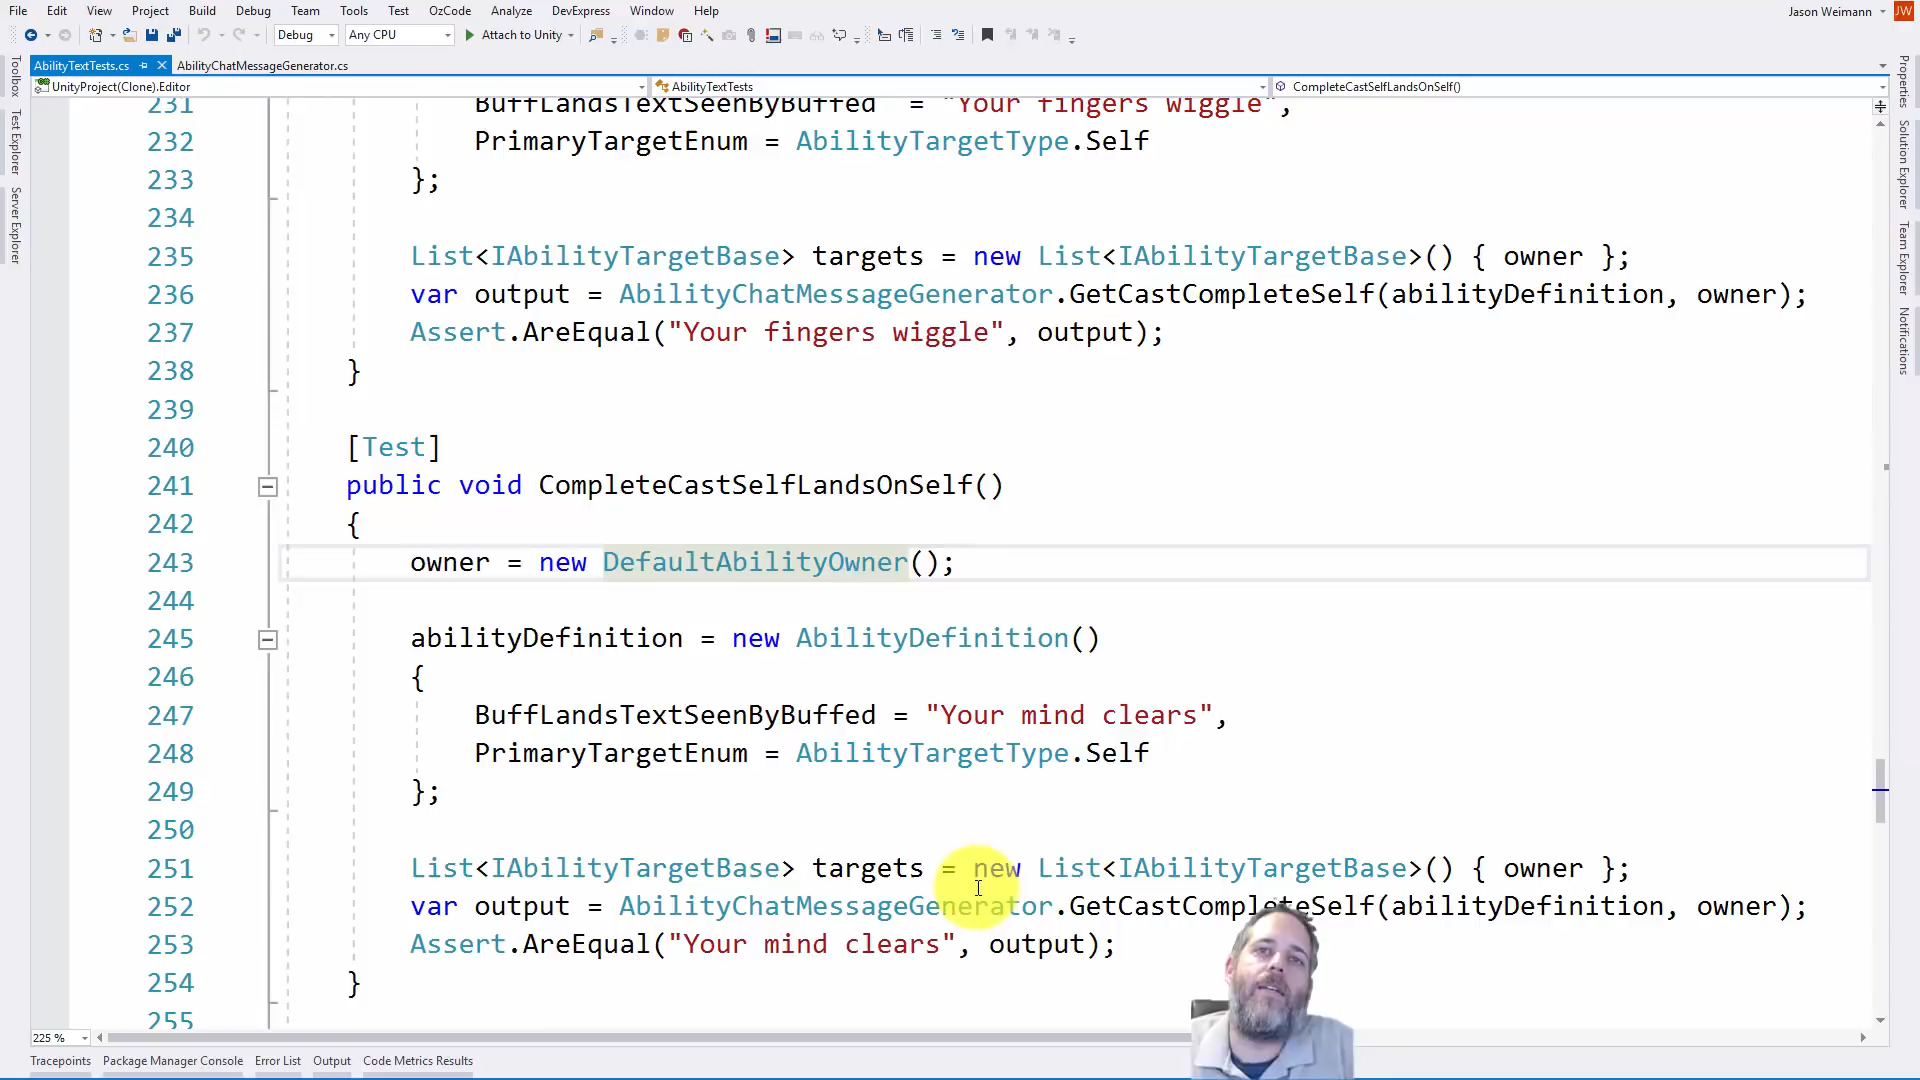 File Edit View Project Build Debug Team Tools Test OzCode Analyze DevExpress Window Help Jason Weimann JW
Debug Any CPU Attach to Unity
AbilityTextTests.cs AbilityChatMessageGenerator.cs
UnityProject(Clone).Editor AbilityTextTests CompleteCastSelfLandsOnSelf()
Toolbox
Test Explorer
Server Explorer
231 BuffLandsTextSeenByBuffed = "Your fingers wiggle",
232 PrimaryTargetEnum = AbilityTargetType.Self
233 };
234
235 List<IAbilityTargetBase> targets = new List<IAbilityTargetBase>() { owner };
236 var output = AbilityChatMessageGenerator.GetCastCompleteSelf(abilityDefinition, owner);
237 Assert.AreEqual("Your fingers wiggle", output);
238 }
239
240 [Test]
241 public void CompleteCastSelfLandsOnSelf()
242 {
243 owner = new DefaultAbilityOwner();
244
245 abilityDefinition = new AbilityDefinition()
246 {
247 BuffLandsTextSeenByBuffed = "Your mind clears",
248 PrimaryTargetEnum = AbilityTargetType.Self
249 };
250
251 List<IAbilityTargetBase> targets = new List<IAbilityTargetBase>() { owner };
252 var output = AbilityChatMessageGenerator.GetCastCompleteSelf(abilityDefinition, owner);
253 Assert.AreEqual("Your mind clears", output);
254 }
255
Properties
Solution Explorer
Team Explorer
Notifications
225 %
Tracepoints Package Manager Console Error List Output Code Metrics Results